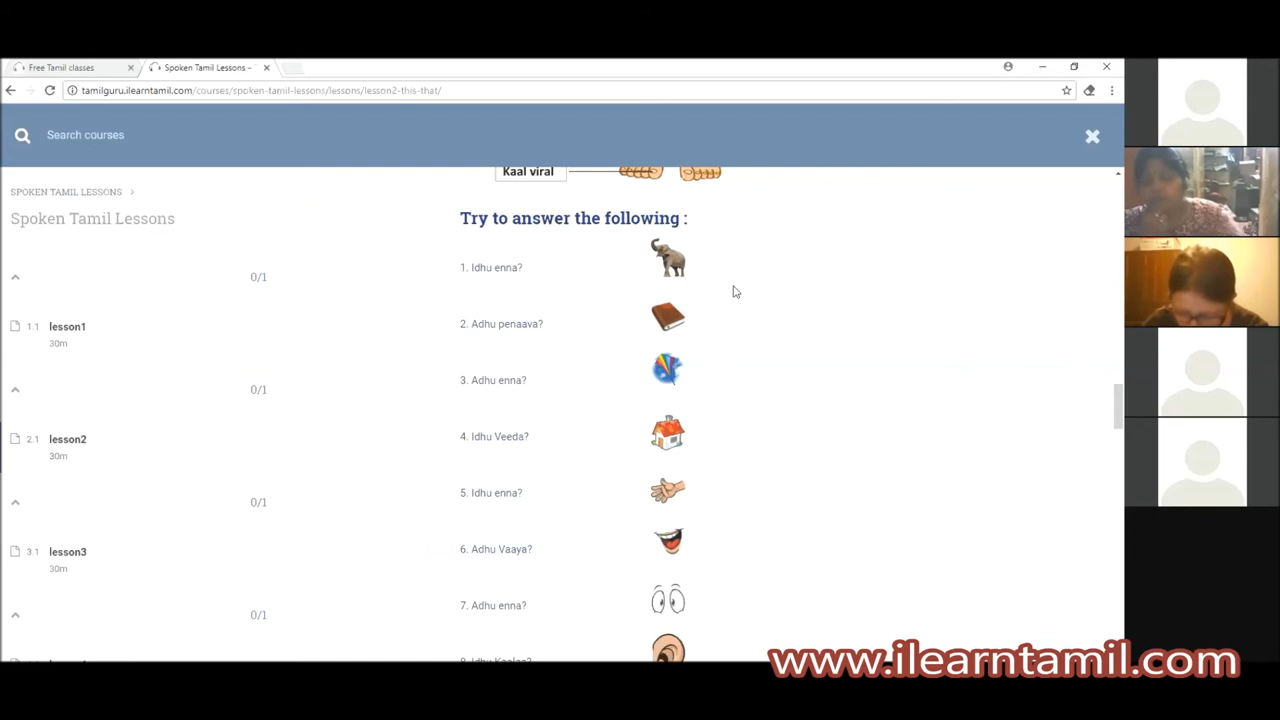 Free Tamil classes
Spoken Tamil Lessons –
tamilguru.ilearntamil.com/courses/spoken-tamil-lessons/lessons/lesson2-this-that/
Search courses
SPOKEN TAMIL LESSONS >
Spoken Tamil Lessons
0/1
1.1 lesson1
30m
0/1
2.1 lesson2
30m
0/1
3.1 lesson3
30m
0/1
Kaal viral
Try to answer the following :
1. Idhu enna?
2. Adhu penaava?
3. Adhu enna?
4. Idhu Veeda?
5. Idhu enna?
6. Adhu Vaaya?
7. Adhu enna?
www.ilearntamil.com